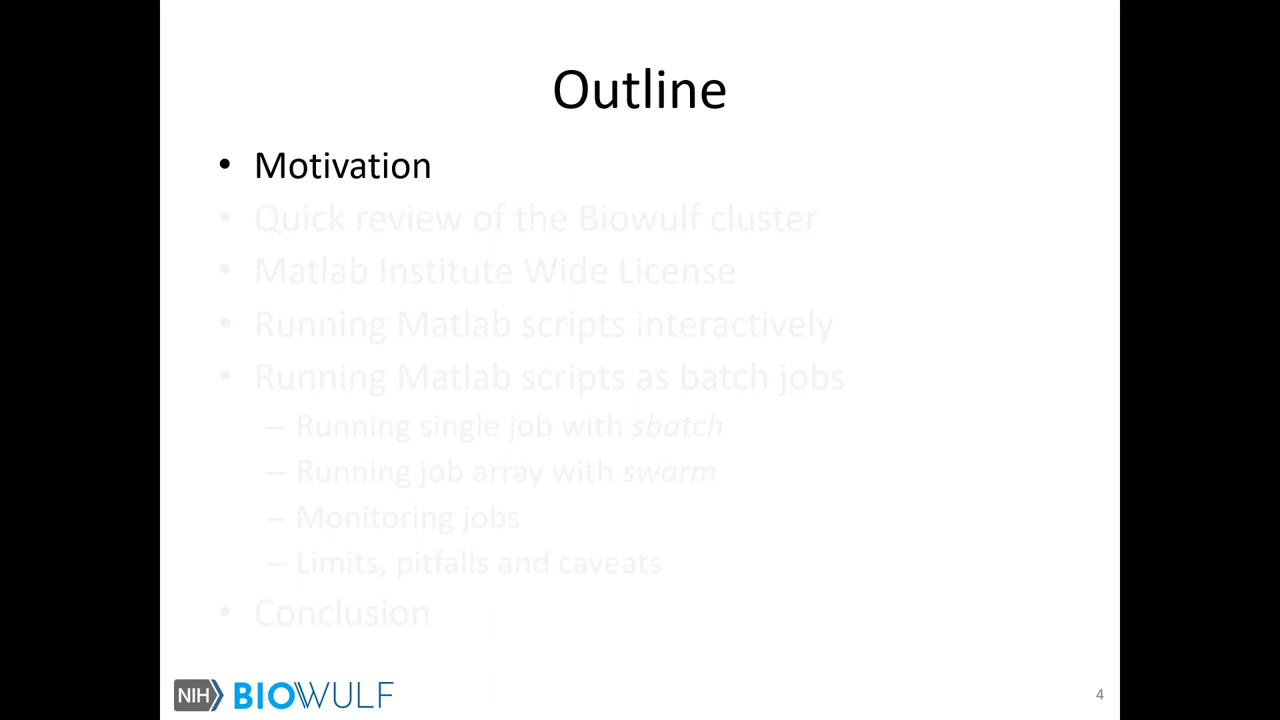 Outline
• Motivation
• Quick review of the Biowulf cluster
• Matlab Institute Wide License
• Running Matlab scripts interactively
• Running Matlab scripts as batch jobs
– Running single job with sbatch
– Running job array with swarm
– Monitoring jobs
– Limits, pitfalls and caveats
• Conclusion
NIH BIOWULF
4